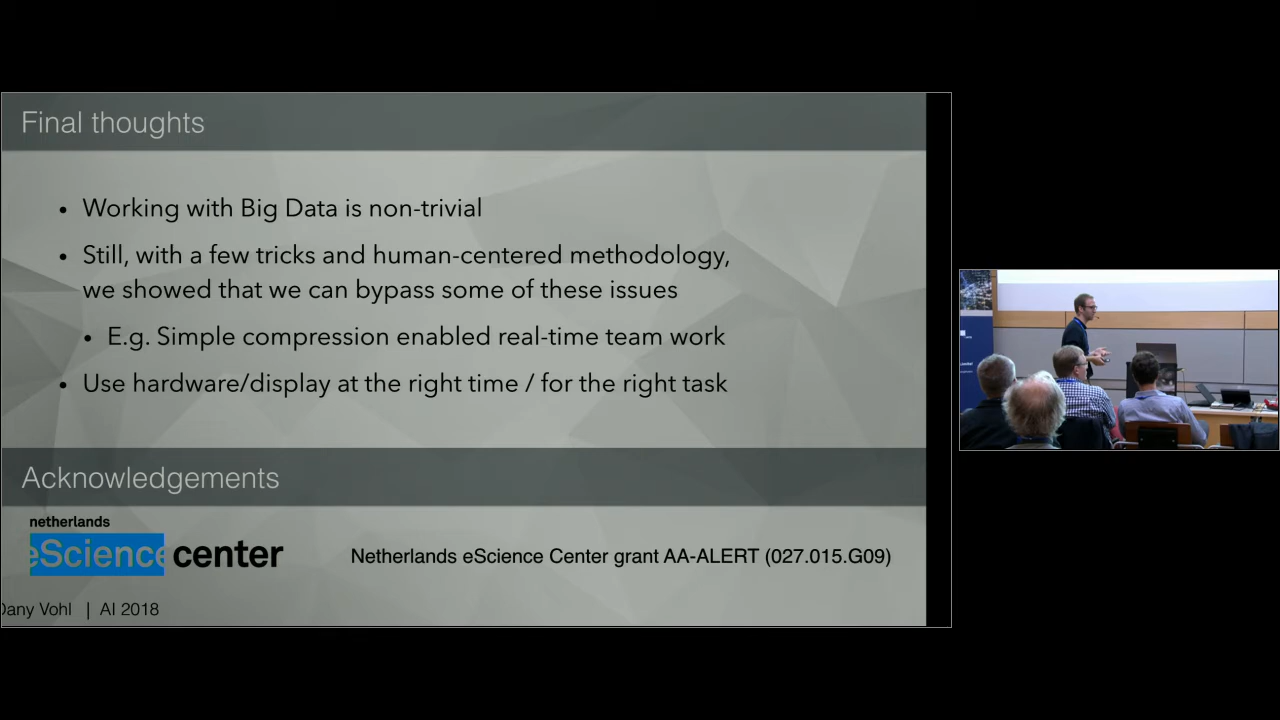 Final thoughts
• Working with Big Data is non-trivial
• Still, with a few tricks and human-centered methodology,
we showed that we can bypass some of these issues
• E.g. Simple compression enabled real-time team work
• Use hardware/display at the right time / for the right task
Acknowledgements
netherlands
eScience center
Netherlands eScience Center grant AA-ALERT (027.015.G09)
Dany Vohl | AI 2018